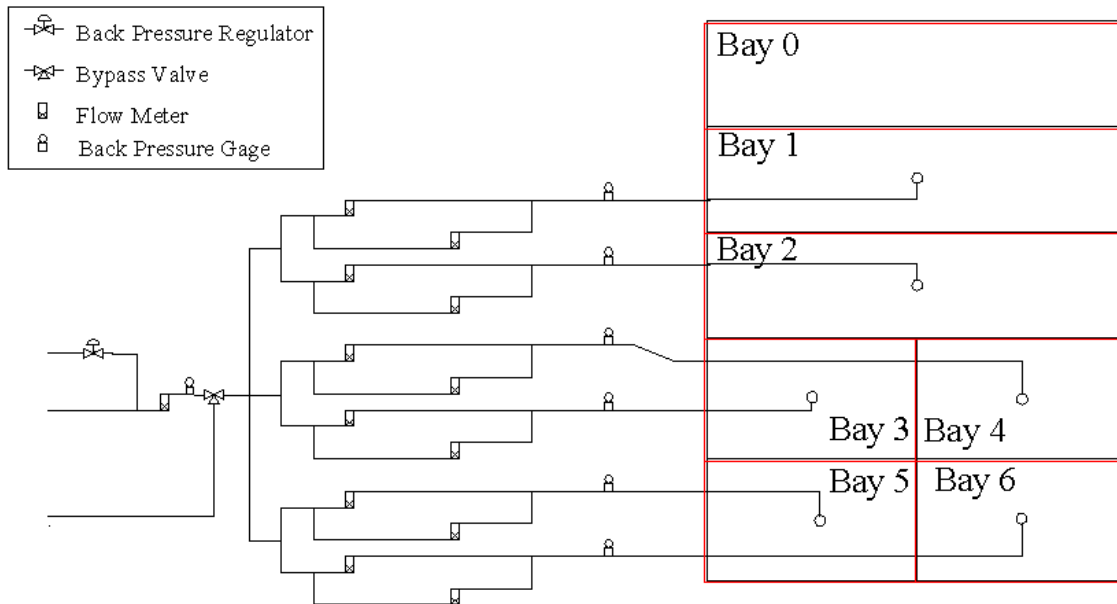 Back Pressure Regulator
Bypass Valve
Flow Meter
Back Pressure Gage
Bay 0
Bay 1
Bay 2
Bay 3
Bay 4
Bay 5
Bay 6